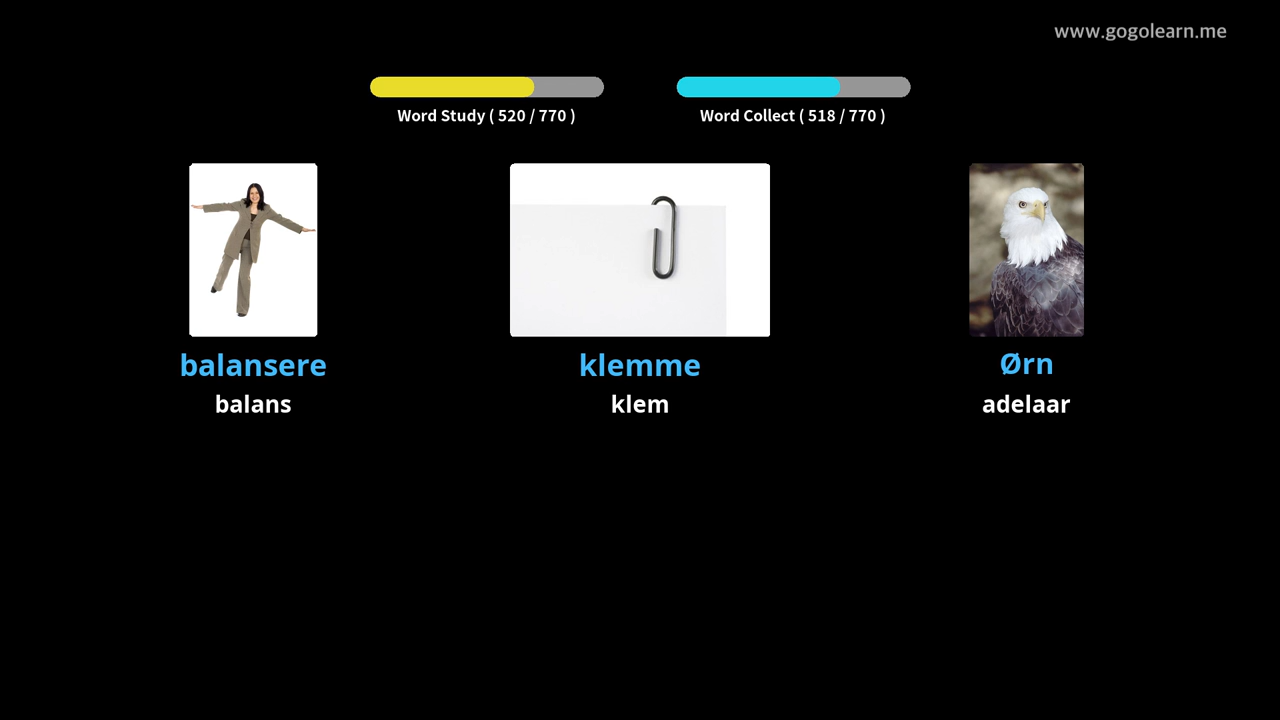 www.gogolearn.me
Word Study ( 520 / 770 )
Word Collect ( 518 / 770 )
balansere
klemme
Ørn
balans
klem
adelaar